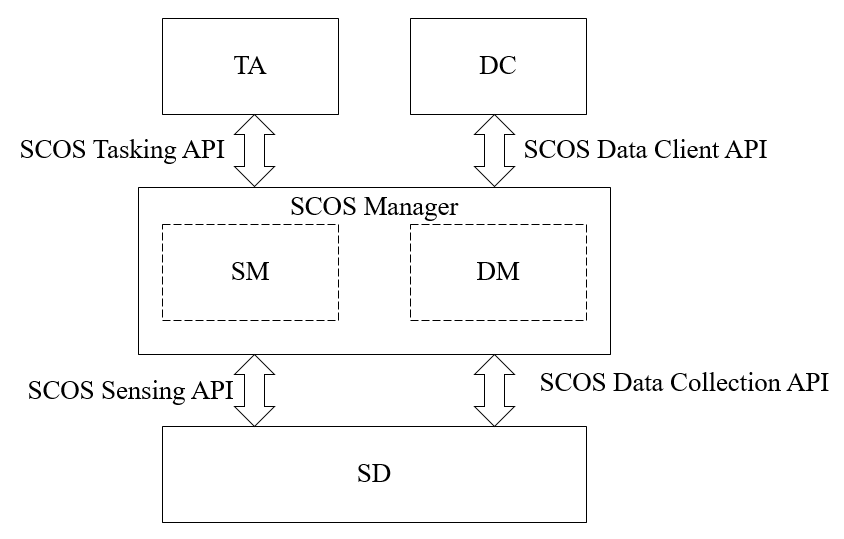 TA
DC
SCOS Tasking API
SCOS Data Client API
SCOS Manager
SM
DM
SCOS Sensing API
SCOS Data Collection API
SD